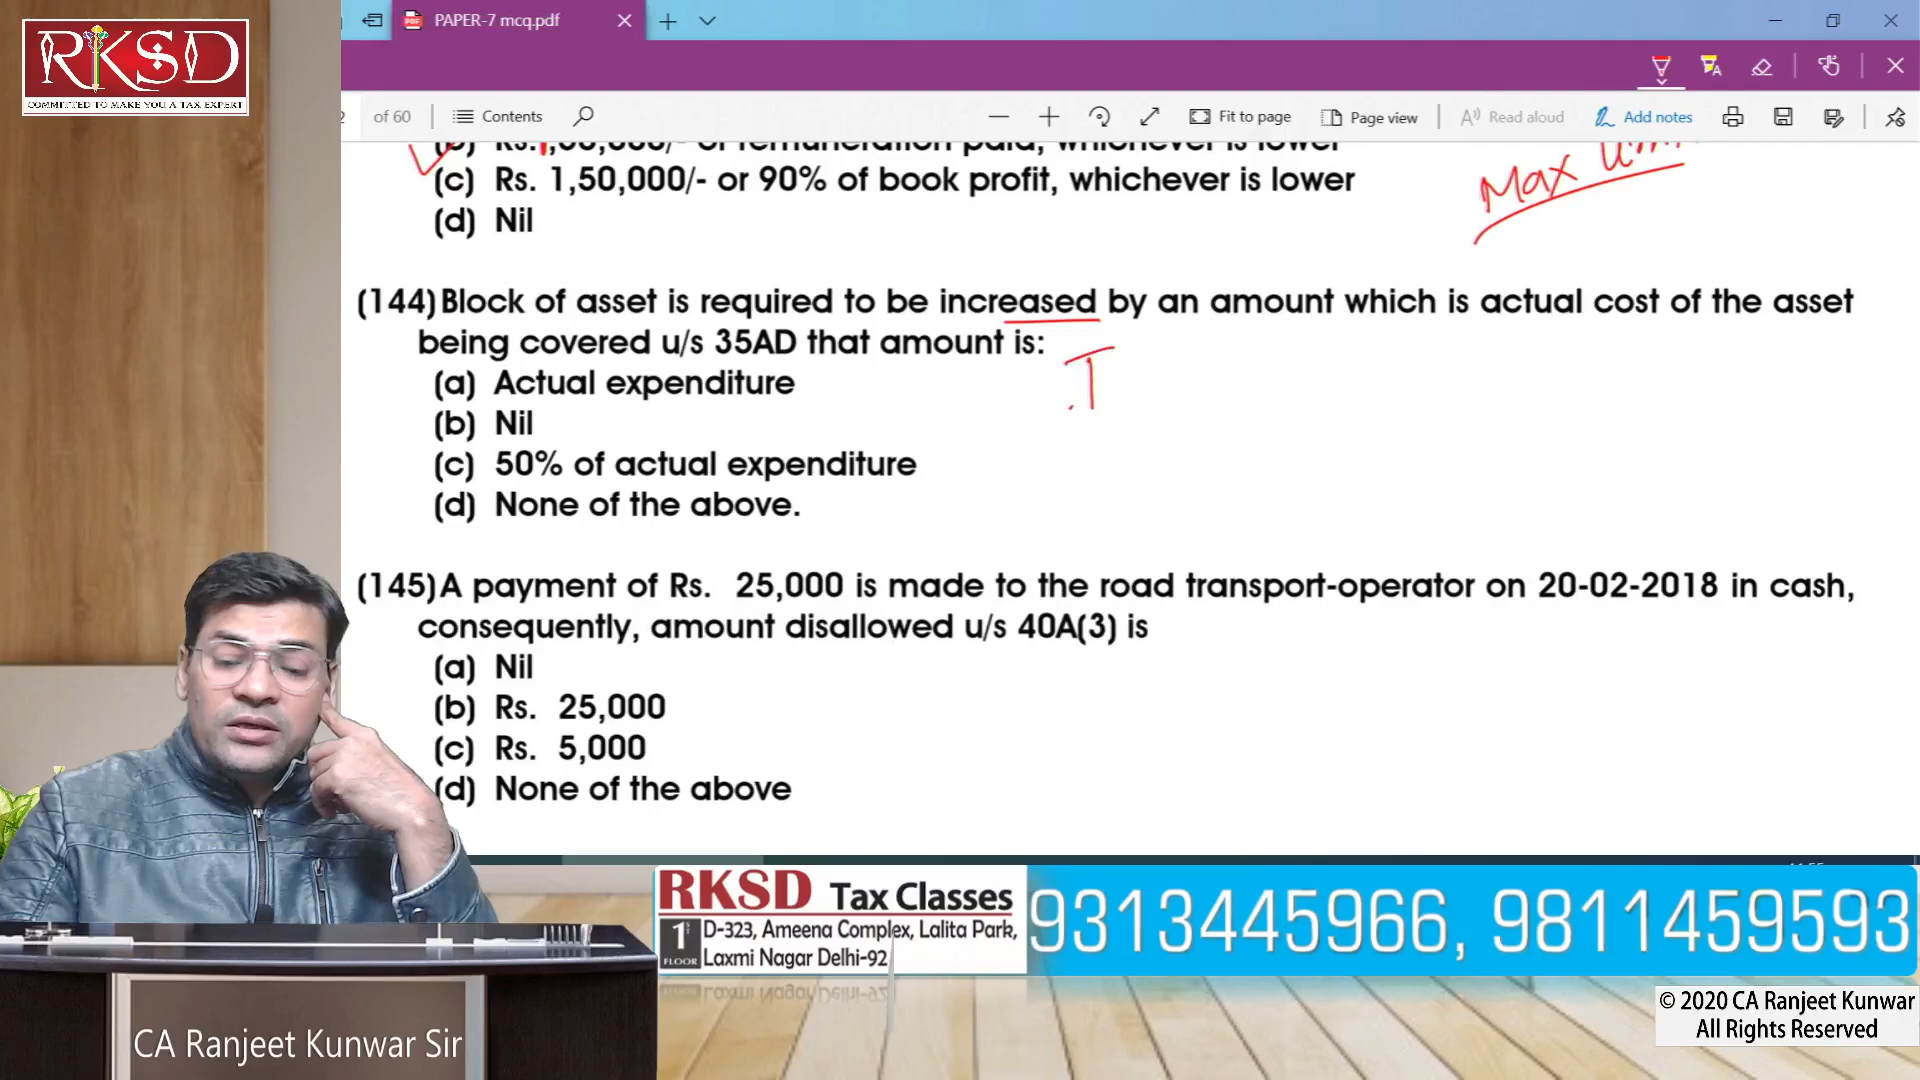 RKSD
COMMITTED TO MAKE YOU A TAX EXPERT
PAPER-7 mcq.pdf
of 60
Contents
Fit to page
Page view
Read aloud
Add notes
(c) Rs. 1,50,000/- or 90% of book profit, whichever is lower
(d) Nil
Max
(144) Block of asset is required to be increased by an amount which is actual cost of the asset
being covered u/s 35AD that amount is:
(a) Actual expenditure
(b) Nil
(c) 50% of actual expenditure
(d) None of the above.
(145) A payment of Rs. 25,000 is made to the road transport-operator on 20-02-2018 in cash,
consequently, amount disallowed u/s 40A(3) is
(a) Nil
(b) Rs. 25,000
(c) Rs. 5,000
(d) None of the above
RKSD Tax Classes
1ST FLOOR
D-323, Ameena Complex, Lalita Park,
Laxmi Nagar Delhi-92
9313445966, 9811459593
CA Ranjeet Kunwar Sir
© 2020 CA Ranjeet Kunwar
All Rights Reserved